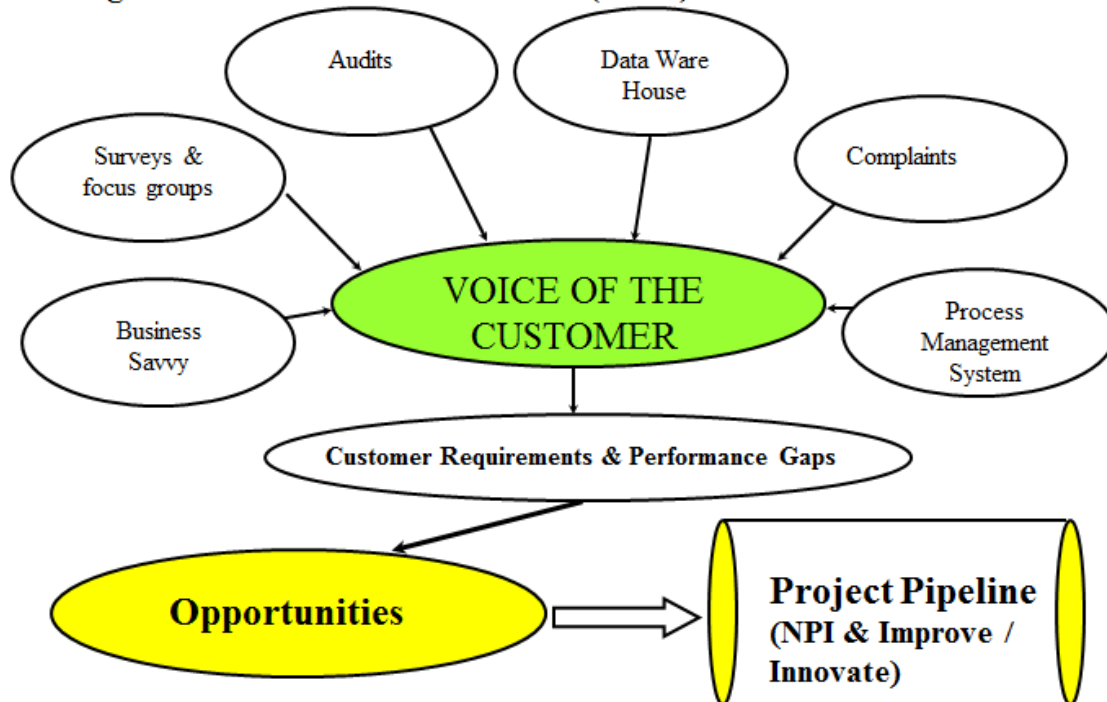 Audits
Data Ware
House
Surveys &
focus groups
Complaints
VOICE OF THE
CUSTOMER
Business
Savvy
Process
Management
System
Customer Requirements & Performance Gaps
Opportunities
Project Pipeline
(NPI & Improve /
Innovate)